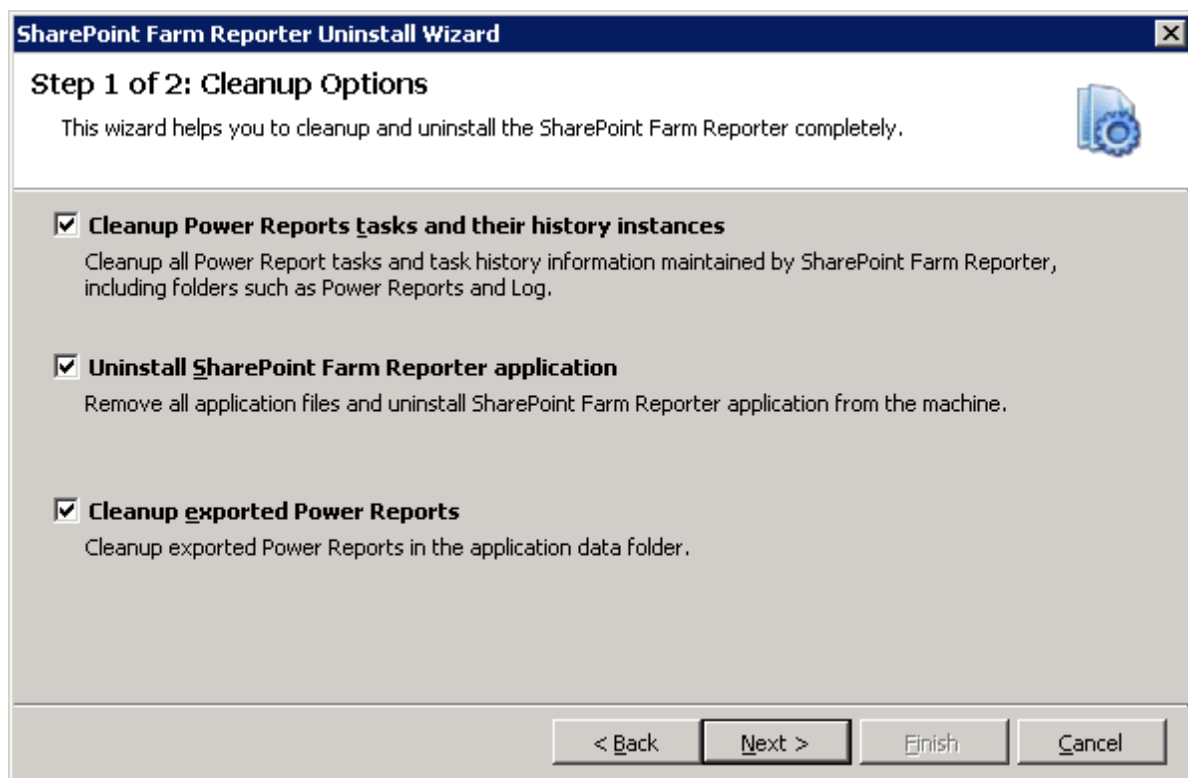 SharePoint Farm Reporter Uninstall Wizard
Step 1 of 2: Cleanup Options
This wizard helps you to cleanup and uninstall the SharePoint Farm Reporter completely.
Cleanup Power Reports tasks and their history instances
Cleanup all Power Report tasks and task history information maintained by SharePoint Farm Reporter,
including folders such as Power Reports and Log.
Uninstall SharePoint Farm Reporter application
Remove all application files and uninstall SharePoint Farm Reporter application from the machine.
Cleanup exported Power Reports
Cleanup exported Power Reports in the application data folder.
< Back Next > Finish Cancel